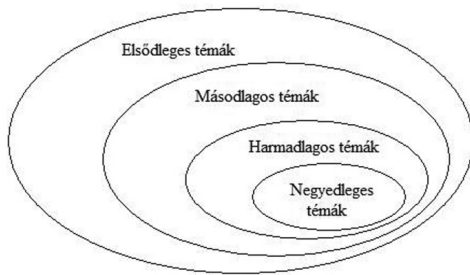 Elsődleges témák
Másodlagos témák
Harmadlagos témák
Negyedleges
témák